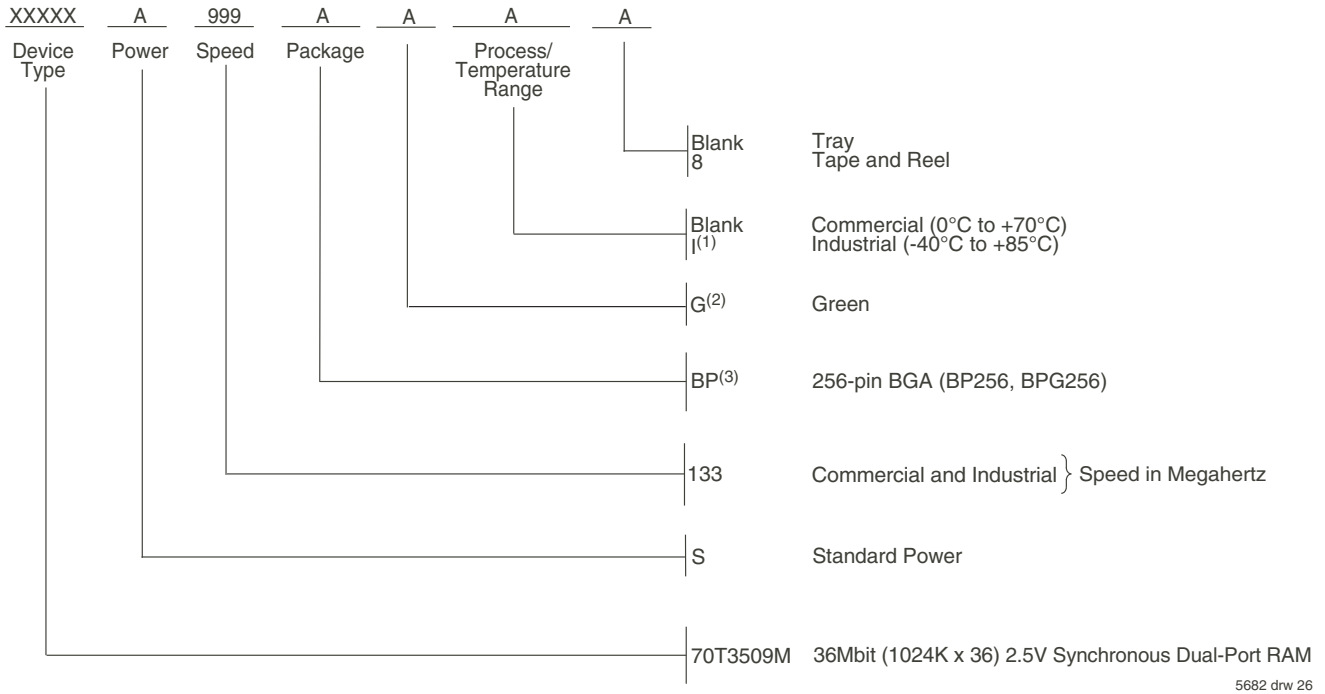 XXXXX A 999 A A A A
Device Type Power Speed Package Process/ Temperature Range
Blank Tray
8 Tape and Reel
Blank Commercial (0°C to +70°C)
I(1) Industrial (-40°C to +85°C)
G(2) Green
BP(3) 256-pin BGA (BP256, BPG256)
133 Commercial and Industrial Speed in Megahertz
S Standard Power
70T3509M 36Mbit (1024K x 36) 2.5V Synchronous Dual-Port RAM
5682 drw 26